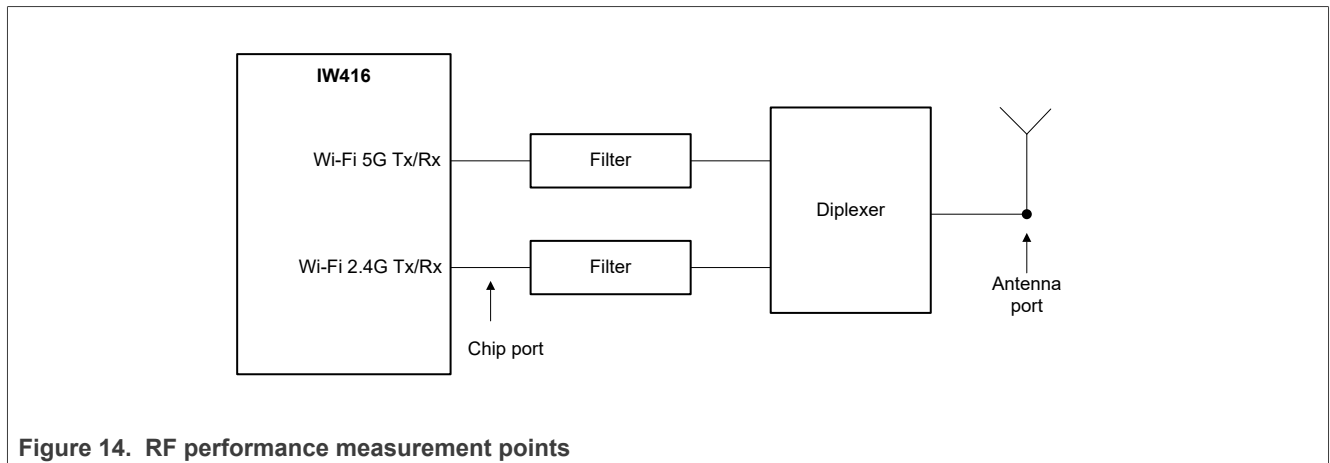 IW416
Wi-Fi 5G Tx/Rx
Filter
Diplexer
Wi-Fi 2.4G Tx/Rx
Filter
Antenna
port
Chip port
Figure 14. RF performance measurement points